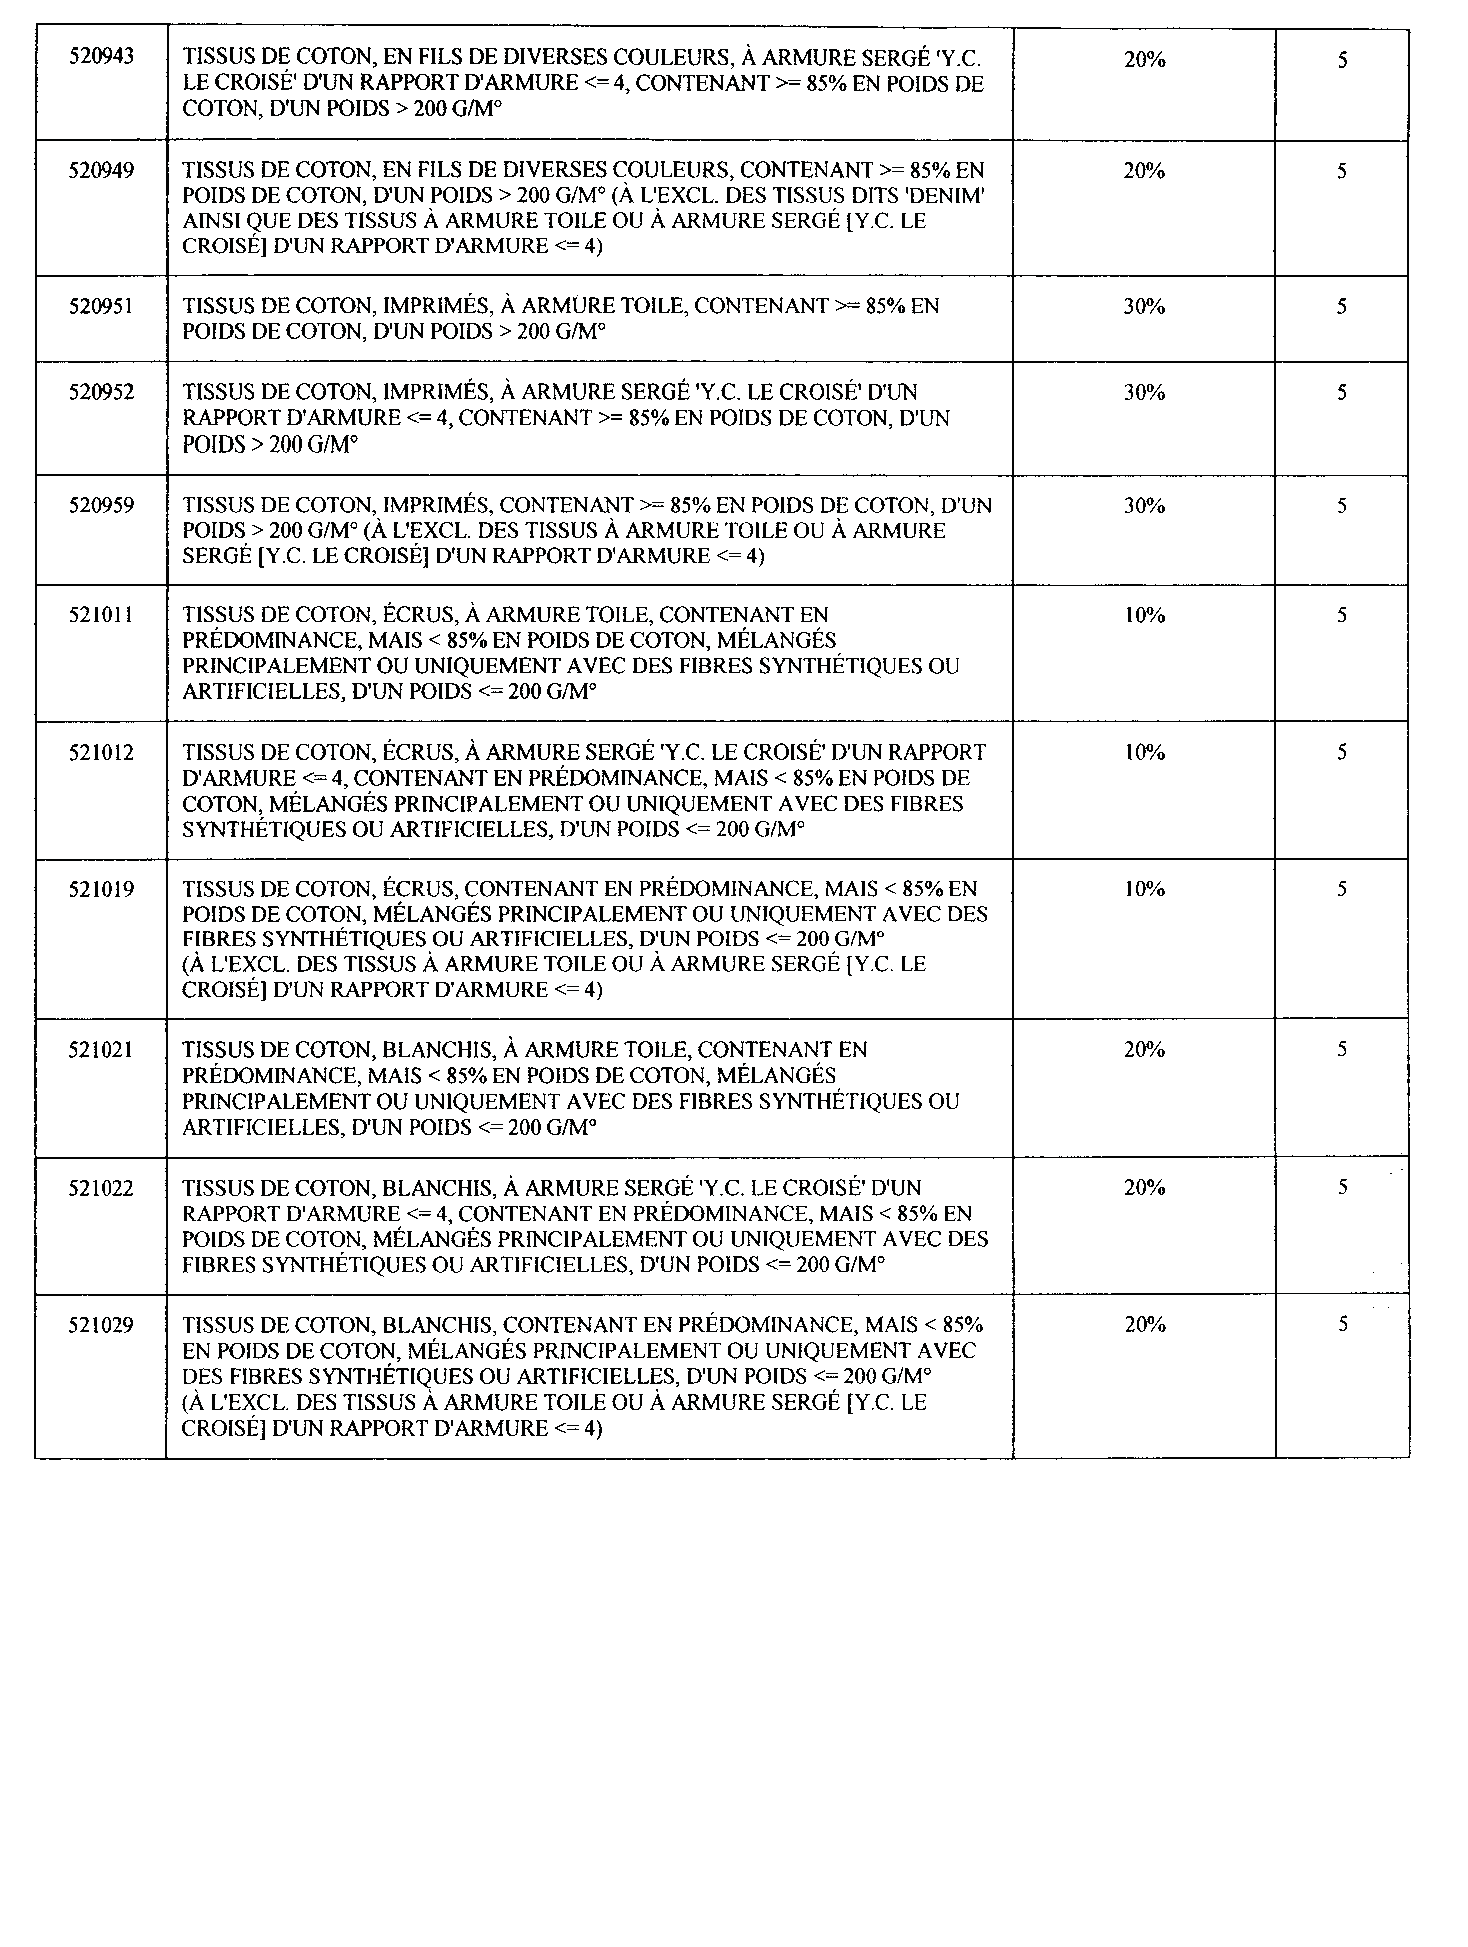 520943 TISSUS DE COTON, EN FILS DE DIVERSES COULEURS, À ARMURE SERGÉ 'Y.C. 20% 5
LE CROISÉ' D'UN RAPPORT D'ARMURE <= 4, CONTENANT >= 85% EN POIDS DE
COTON, D'UN POIDS > 200 G/M°
520949 TISSUS DE COTON, EN FILS DE DIVERSES COULEURS, CONTENANT >= 85% EN 20% 5
POIDS DE COTON, D'UN POIDS > 200 G/M° (À L'EXCL. DES TISSUS DITS 'DENIM'
AINSI QUE DES TISSUS À ARMURE TOILE OU À ARMURE SERGÉ [Y.C. LE
CROISÉ] D'UN RAPPORT D'ARMURE <= 4)
520951 TISSUS DE COTON, IMPRIMÉS, À ARMURE TOILE, CONTENANT >= 85% EN 30% 5
POIDS DE COTON, D'UN POIDS > 200 G/M°
520952 TISSUS DE COTON, IMPRIMÉS, À ARMURE SERGÉ 'Y.C. LE CROISÉ' D'UN 30% 5
RAPPORT D'ARMURE <= 4, CONTENANT >= 85% EN POIDS DE COTON, D'UN
POIDS > 200 G/M°
520959 TISSUS DE COTON, IMPRIMÉS, CONTENANT >= 85% EN POIDS DE COTON, D'UN 30% 5
POIDS > 200 G/M° (À L'EXCL. DES TISSUS À ARMURE TOILE OU À ARMURE
SERGÉ [Y.C. LE CROISÉ] D'UN RAPPORT D'ARMURE <= 4)
521011 TISSUS DE COTON, ÉCRUS, À ARMURE TOILE, CONTENANT EN 10% 5
PRÉDOMINANCE, MAIS < 85% EN POIDS DE COTON, MÉLANGÉS
PRINCIPALEMENT OU UNIQUEMENT AVEC DES FIBRES SYNTHÉTIQUES OU
ARTIFICIELLES, D'UN POIDS <= 200 G/M°
521012 TISSUS DE COTON, ÉCRUS, À ARMURE SERGÉ 'Y.C. LE CROISÉ' D'UN RAPPORT 10% 5
D'ARMURE <= 4, CONTENANT EN PRÉDOMINANCE, MAIS < 85% EN POIDS DE
COTON, MÉLANGÉS PRINCIPALEMENT OU UNIQUEMENT AVEC DES FIBRES
SYNTHÉTIQUES OU ARTIFICIELLES, D'UN POIDS <= 200 G/M°
521019 TISSUS DE COTON, ÉCRUS, CONTENANT EN PRÉDOMINANCE, MAIS < 85% EN 10% 5
POIDS DE COTON, MÉLANGÉS PRINCIPALEMENT OU UNIQUEMENT AVEC DES
FIBRES SYNTHÉTIQUES OU ARTIFICIELLES, D'UN POIDS <= 200 G/M°
(À L'EXCL. DES TISSUS À ARMURE TOILE OU À ARMURE SERGÉ [Y.C. LE
CROISÉ] D'UN RAPPORT D'ARMURE <= 4)
521021 TISSUS DE COTON, BLANCHIS, À ARMURE TOILE, CONTENANT EN 20% 5
PRÉDOMINANCE, MAIS < 85% EN POIDS DE COTON, MÉLANGÉS
PRINCIPALEMENT OU UNIQUEMENT AVEC DES FIBRES SYNTHÉTIQUES OU
ARTIFICIELLES, D'UN POIDS <= 200 G/M°
521022 TISSUS DE COTON, BLANCHIS, À ARMURE SERGÉ 'Y.C. LE CROISÉ' D'UN 20% 5
RAPPORT D'ARMURE <= 4, CONTENANT EN PRÉDOMINANCE, MAIS < 85% EN
POIDS DE COTON, MÉLANGÉS PRINCIPALEMENT OU UNIQUEMENT AVEC DES
FIBRES SYNTHÉTIQUES OU ARTIFICIELLES, D'UN POIDS <= 200 G/M°
521029 TISSUS DE COTON, BLANCHIS, CONTENANT EN PRÉDOMINANCE, MAIS < 85% 20% 5
EN POIDS DE COTON, MÉLANGÉS PRINCIPALEMENT OU UNIQUEMENT AVEC
DES FIBRES SYNTHÉTIQUES OU ARTIFICIELLES, D'UN POIDS <= 200 G/M°
(À L'EXCL. DES TISSUS À ARMURE TOILE OU À ARMURE SERGÉ [Y.C. LE
CROISÉ] D'UN RAPPORT D'ARMURE <= 4)